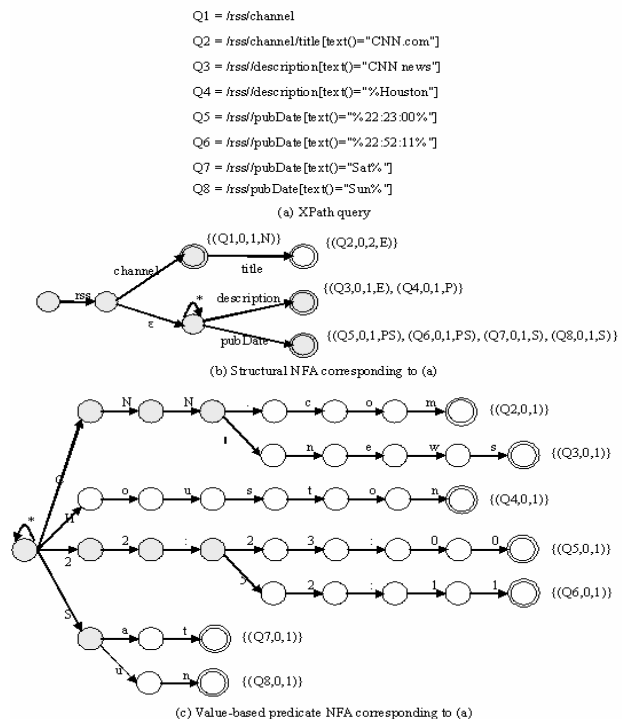 Q1 = /rss/channel
Q2 = /rss/channel/title[text()="CNN.com"]
Q3 = /rss//description[text()="CNN news"]
Q4 = /rss//description[text()="%Houston"]
Q5 = /rss//pubDate[text()="%22:23:00%"]
Q6 = /rss//pubDate[text()="%22:52:11%"]
Q7 = /rss//pubDate[text()="Sat%"]
Q8 = /rss/pubDate[text()="Sun%"]
(a) XPath query
{(Q1,0,1,N)}
{(Q2,0,2,E)}
channel
title
rss
*
description
{(Q3,0,1,E), (Q4,0,1,P)}
ε
pubDate
{(Q5,0,1,PS), (Q6,0,1,PS), (Q7,0,1,S), (Q8,0,1,S)}
(b) Structural NFA corresponding to (a)
N N . c o m
{(Q2,0,1)}
C
n e w s
{(Q3,0,1)}
* H o u s t o n
{(Q4,0,1)}
2 2 : 2 3 : 0 0
{(Q5,0,1)}
5 2 : 1 1
{(Q6,0,1)}
S
a t
{(Q7,0,1)}
u n
{(Q8,0,1)}
(c) Value-based predicate NFA corresponding to (a)